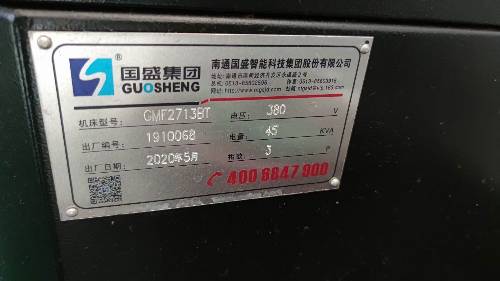 国盛集团®
GUOSHENG
南通国盛智能科技集团股份有限公司
机床型号: GMF2713BT
电压: 380 V
出厂编号: 1910068
电量: 45 KVA
出厂日期: 2020年5月
相数: 3 P
400 8847 900